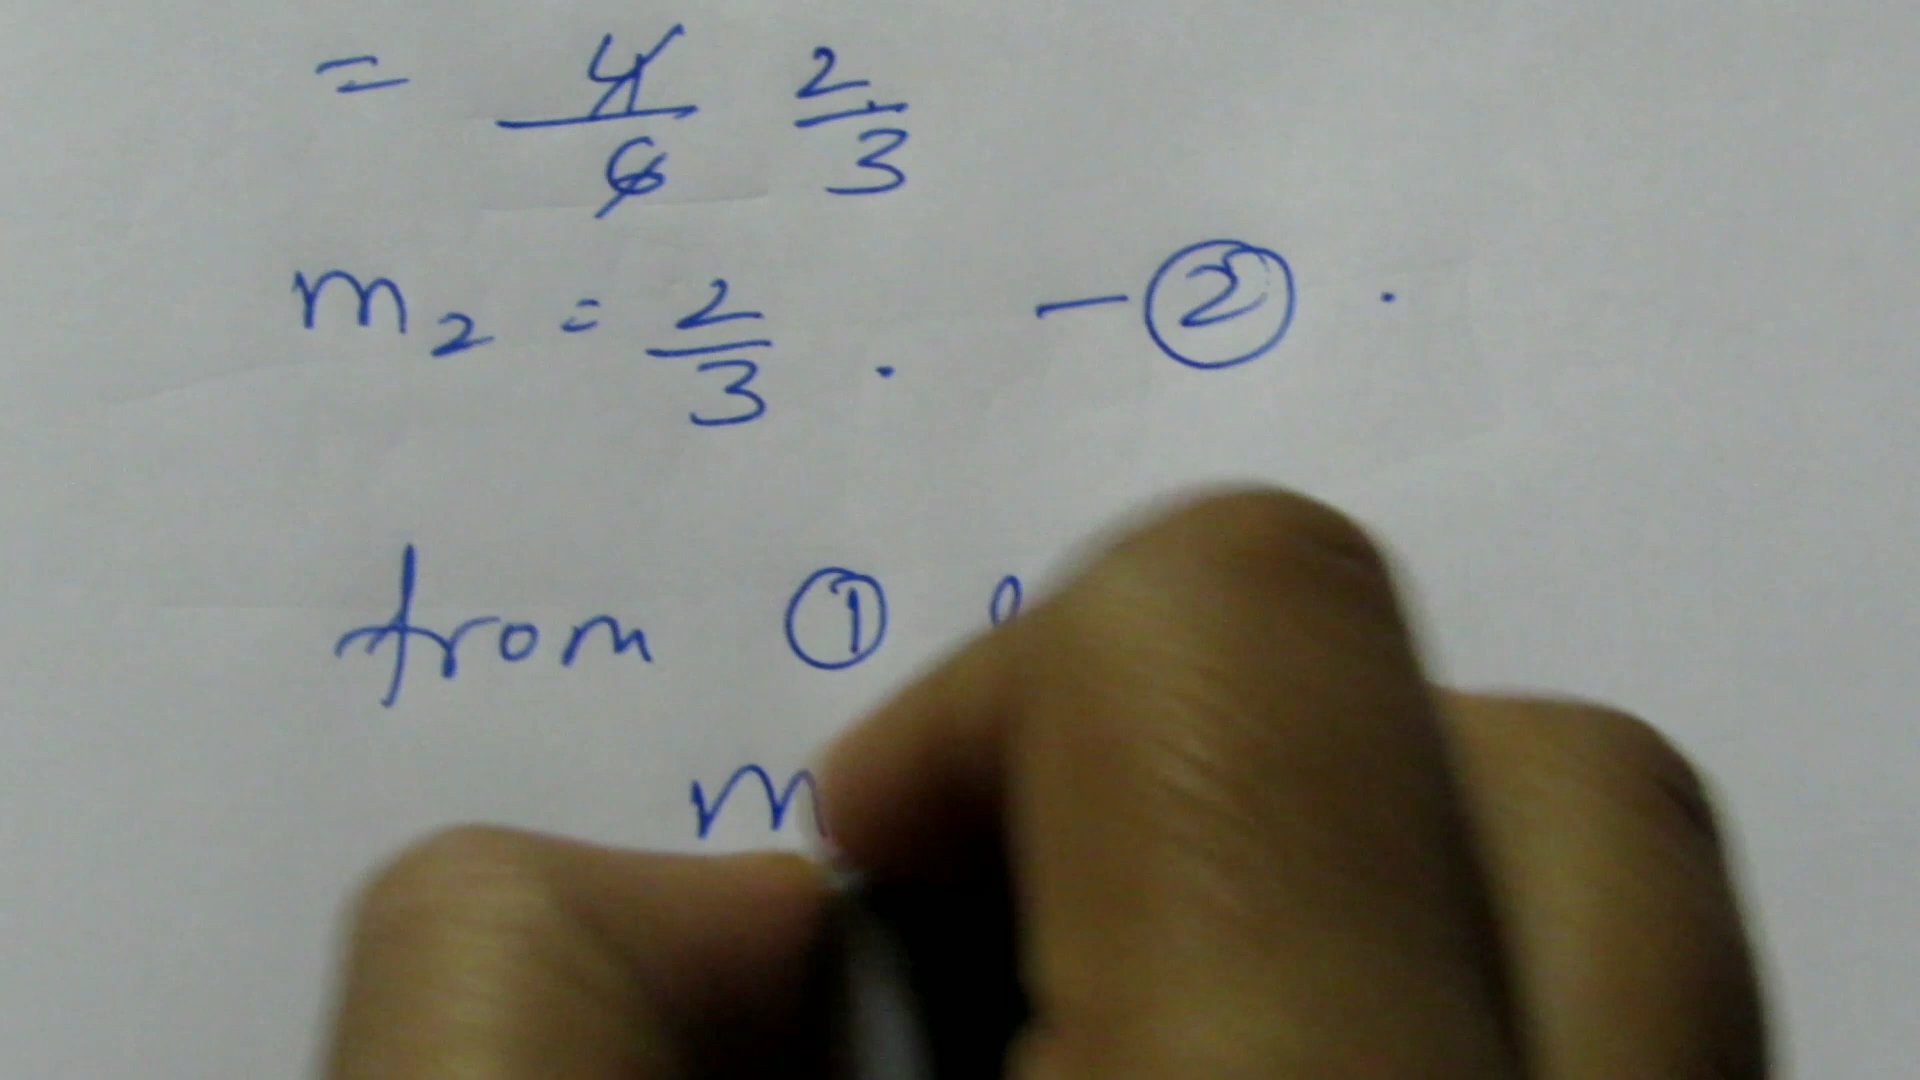 = 4/6 2/3
m₂ = 2/3 . - ② .
from ①
m